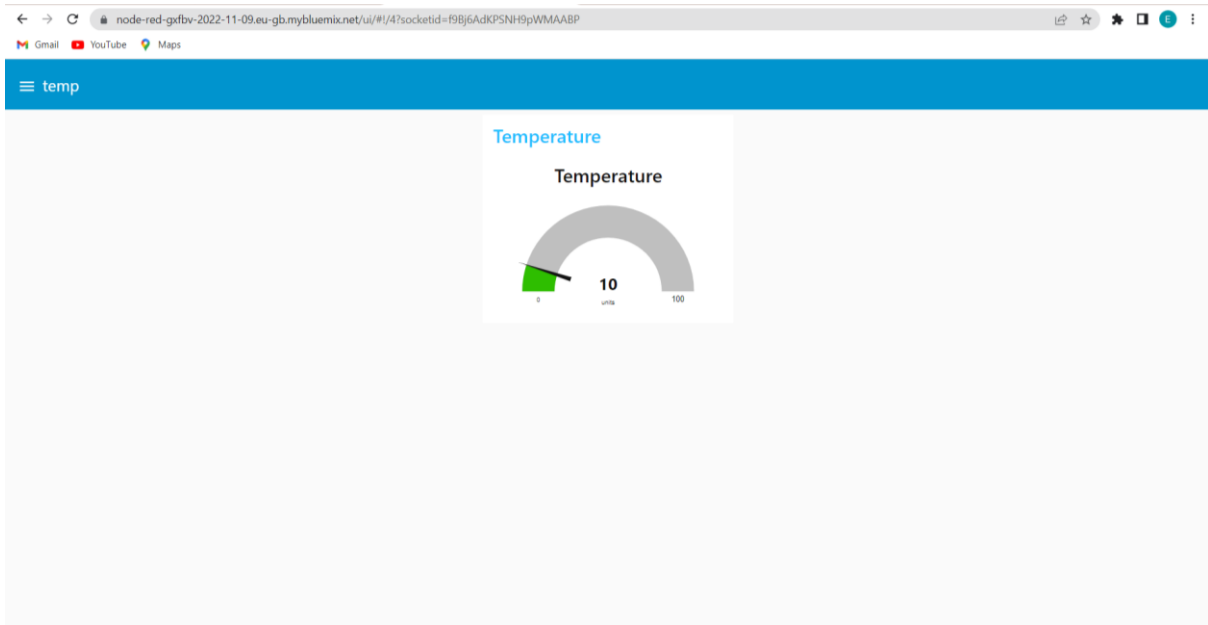 node-red-gxfbv-2022-11-09.eu-gb.mybluemix.net/ui/#!/4?socketid=f9Bj6AdKPSNH9pWMAABP
E
Gmail YouTube Maps
temp
Temperature
Temperature
10
0 units 100